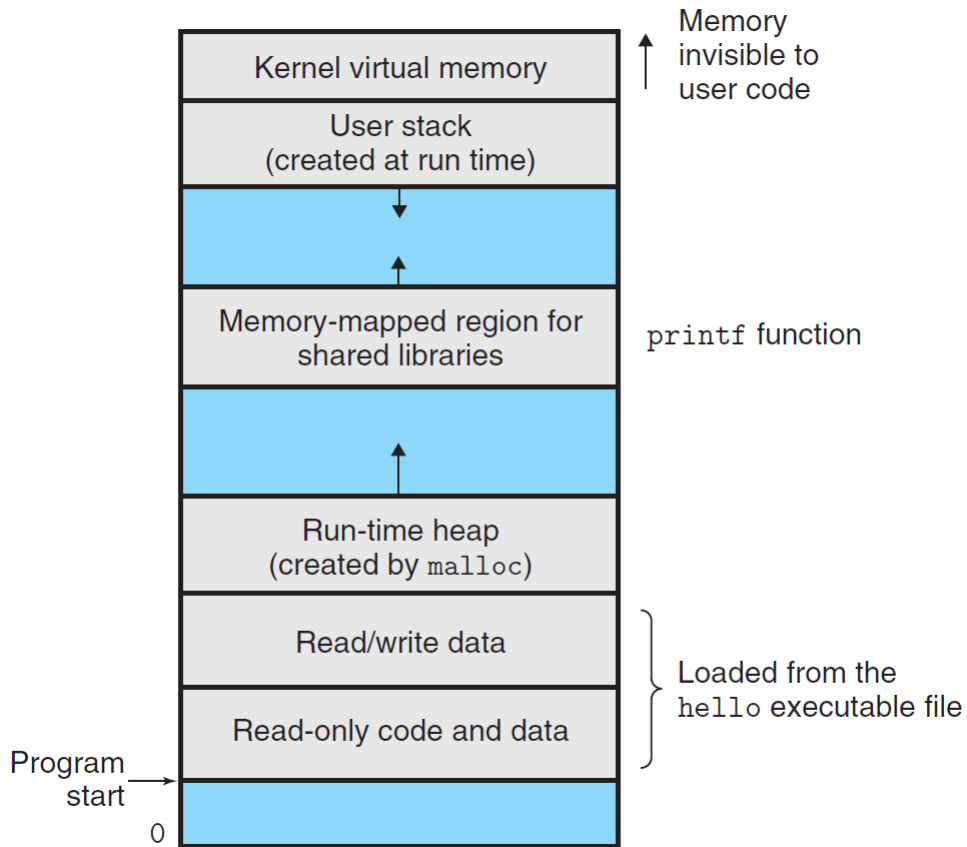 Memory
invisible to
user code
Kernel virtual memory
User stack
(created at run time)
Memory-mapped region for
shared libraries
printf function
Run-time heap
(created by malloc)
Read/write data
Loaded from the
hello executable file
Read-only code and data
Program
start
0